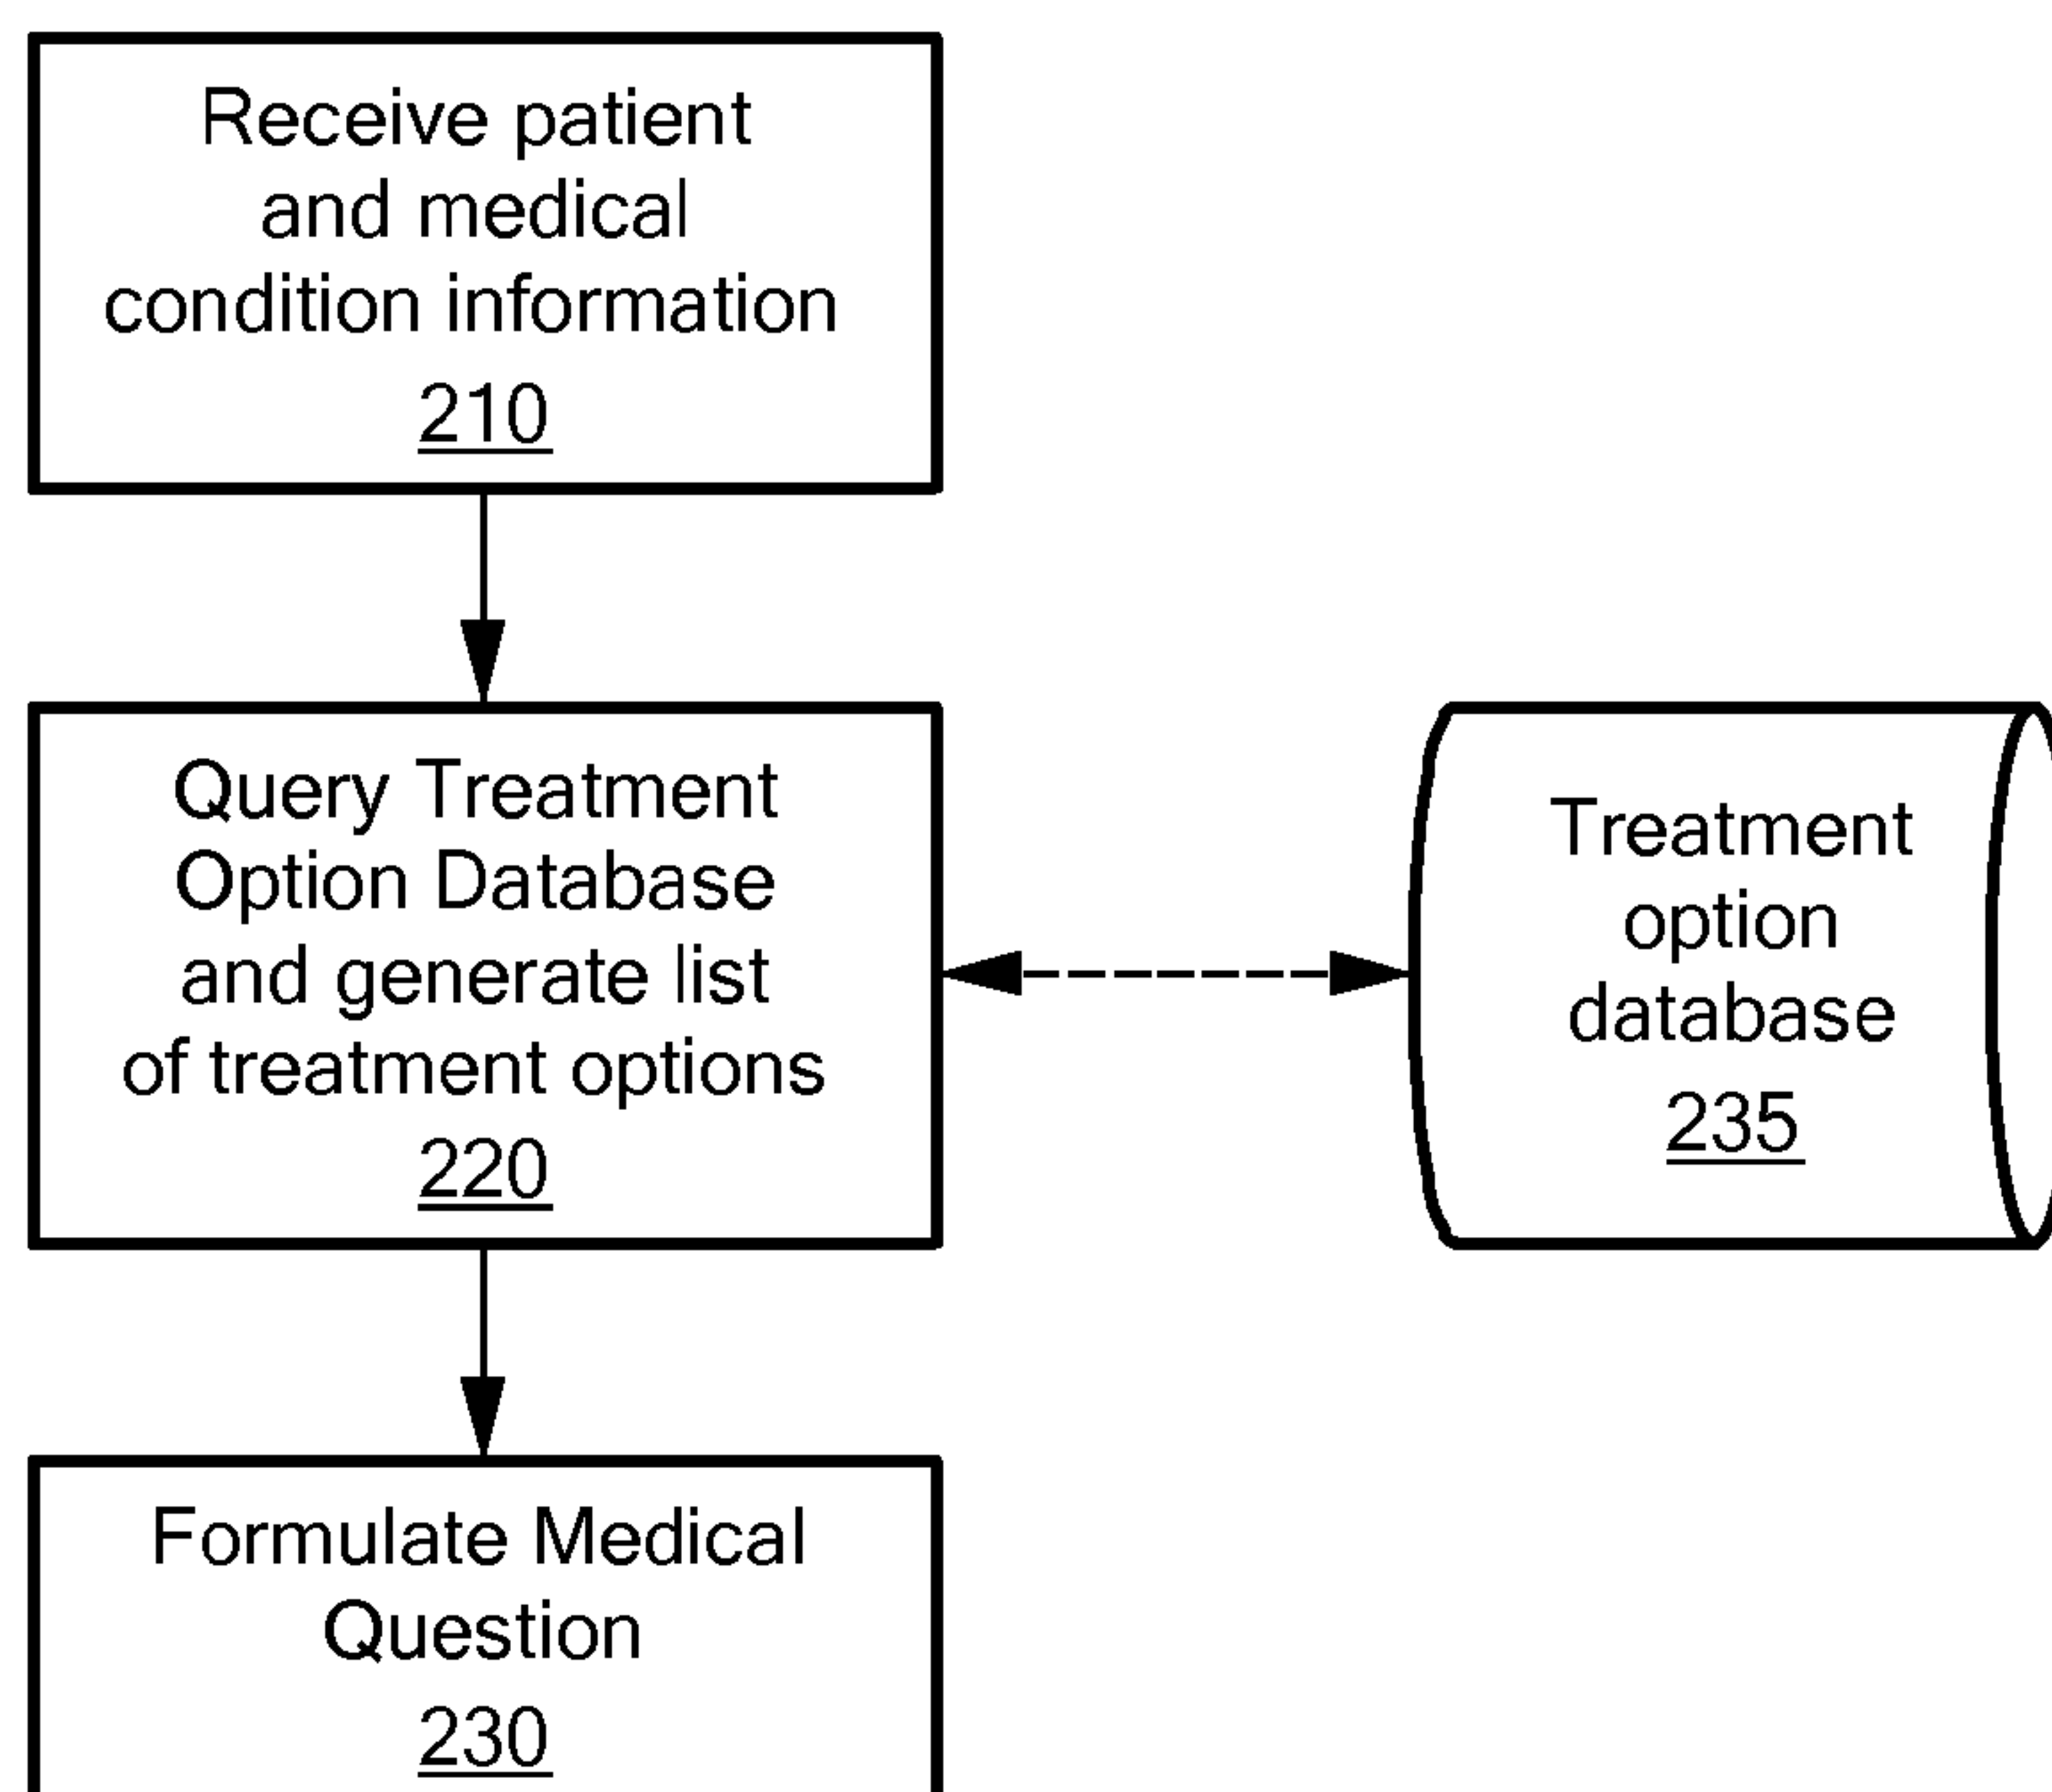 Receive patient
and medical
condition information
210
Query Treatment
Option Database
and generate list
of treatment options
220
Treatment
option
database
235
Formulate Medical
Question
230